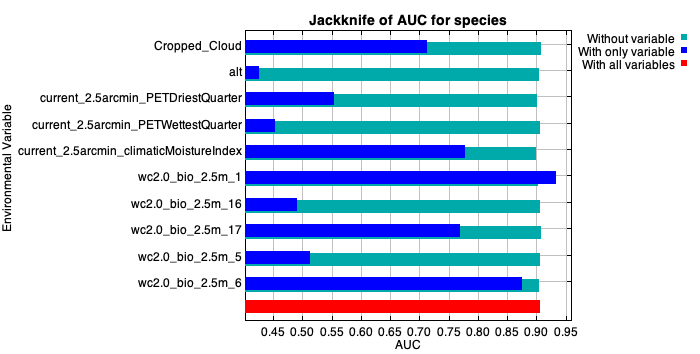 Jackknife of AUC for species
Without variable
With only variable
With all variables
Environmental Variable
Cropped_Cloud
alt
current_2.5arcmin_PETDriestQuarter
current_2.5arcmin_PETWettestQuarter
current_2.5arcmin_climaticMoistureIndex
wc2.0_bio_2.5m_1
wc2.0_bio_2.5m_16
wc2.0_bio_2.5m_17
wc2.0_bio_2.5m_5
wc2.0_bio_2.5m_6
0.45 0.50 0.55 0.60 0.65 0.70 0.75 0.80 0.85 0.90 0.95
AUC